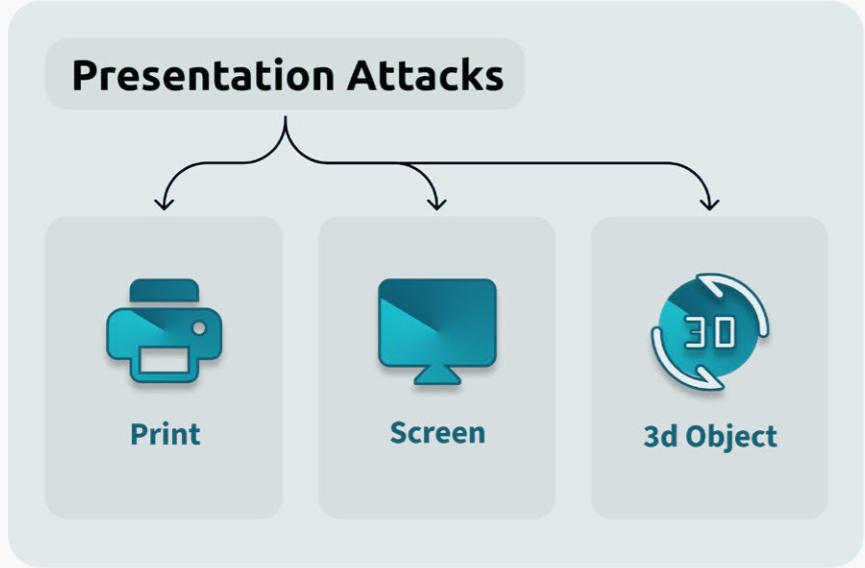 Presentation Attacks
3D
Print
Screen
3d Object